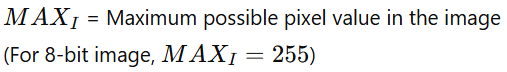 MAX_I = Maximum possible pixel value in the image
(For 8-bit image, MAX_I = 255)